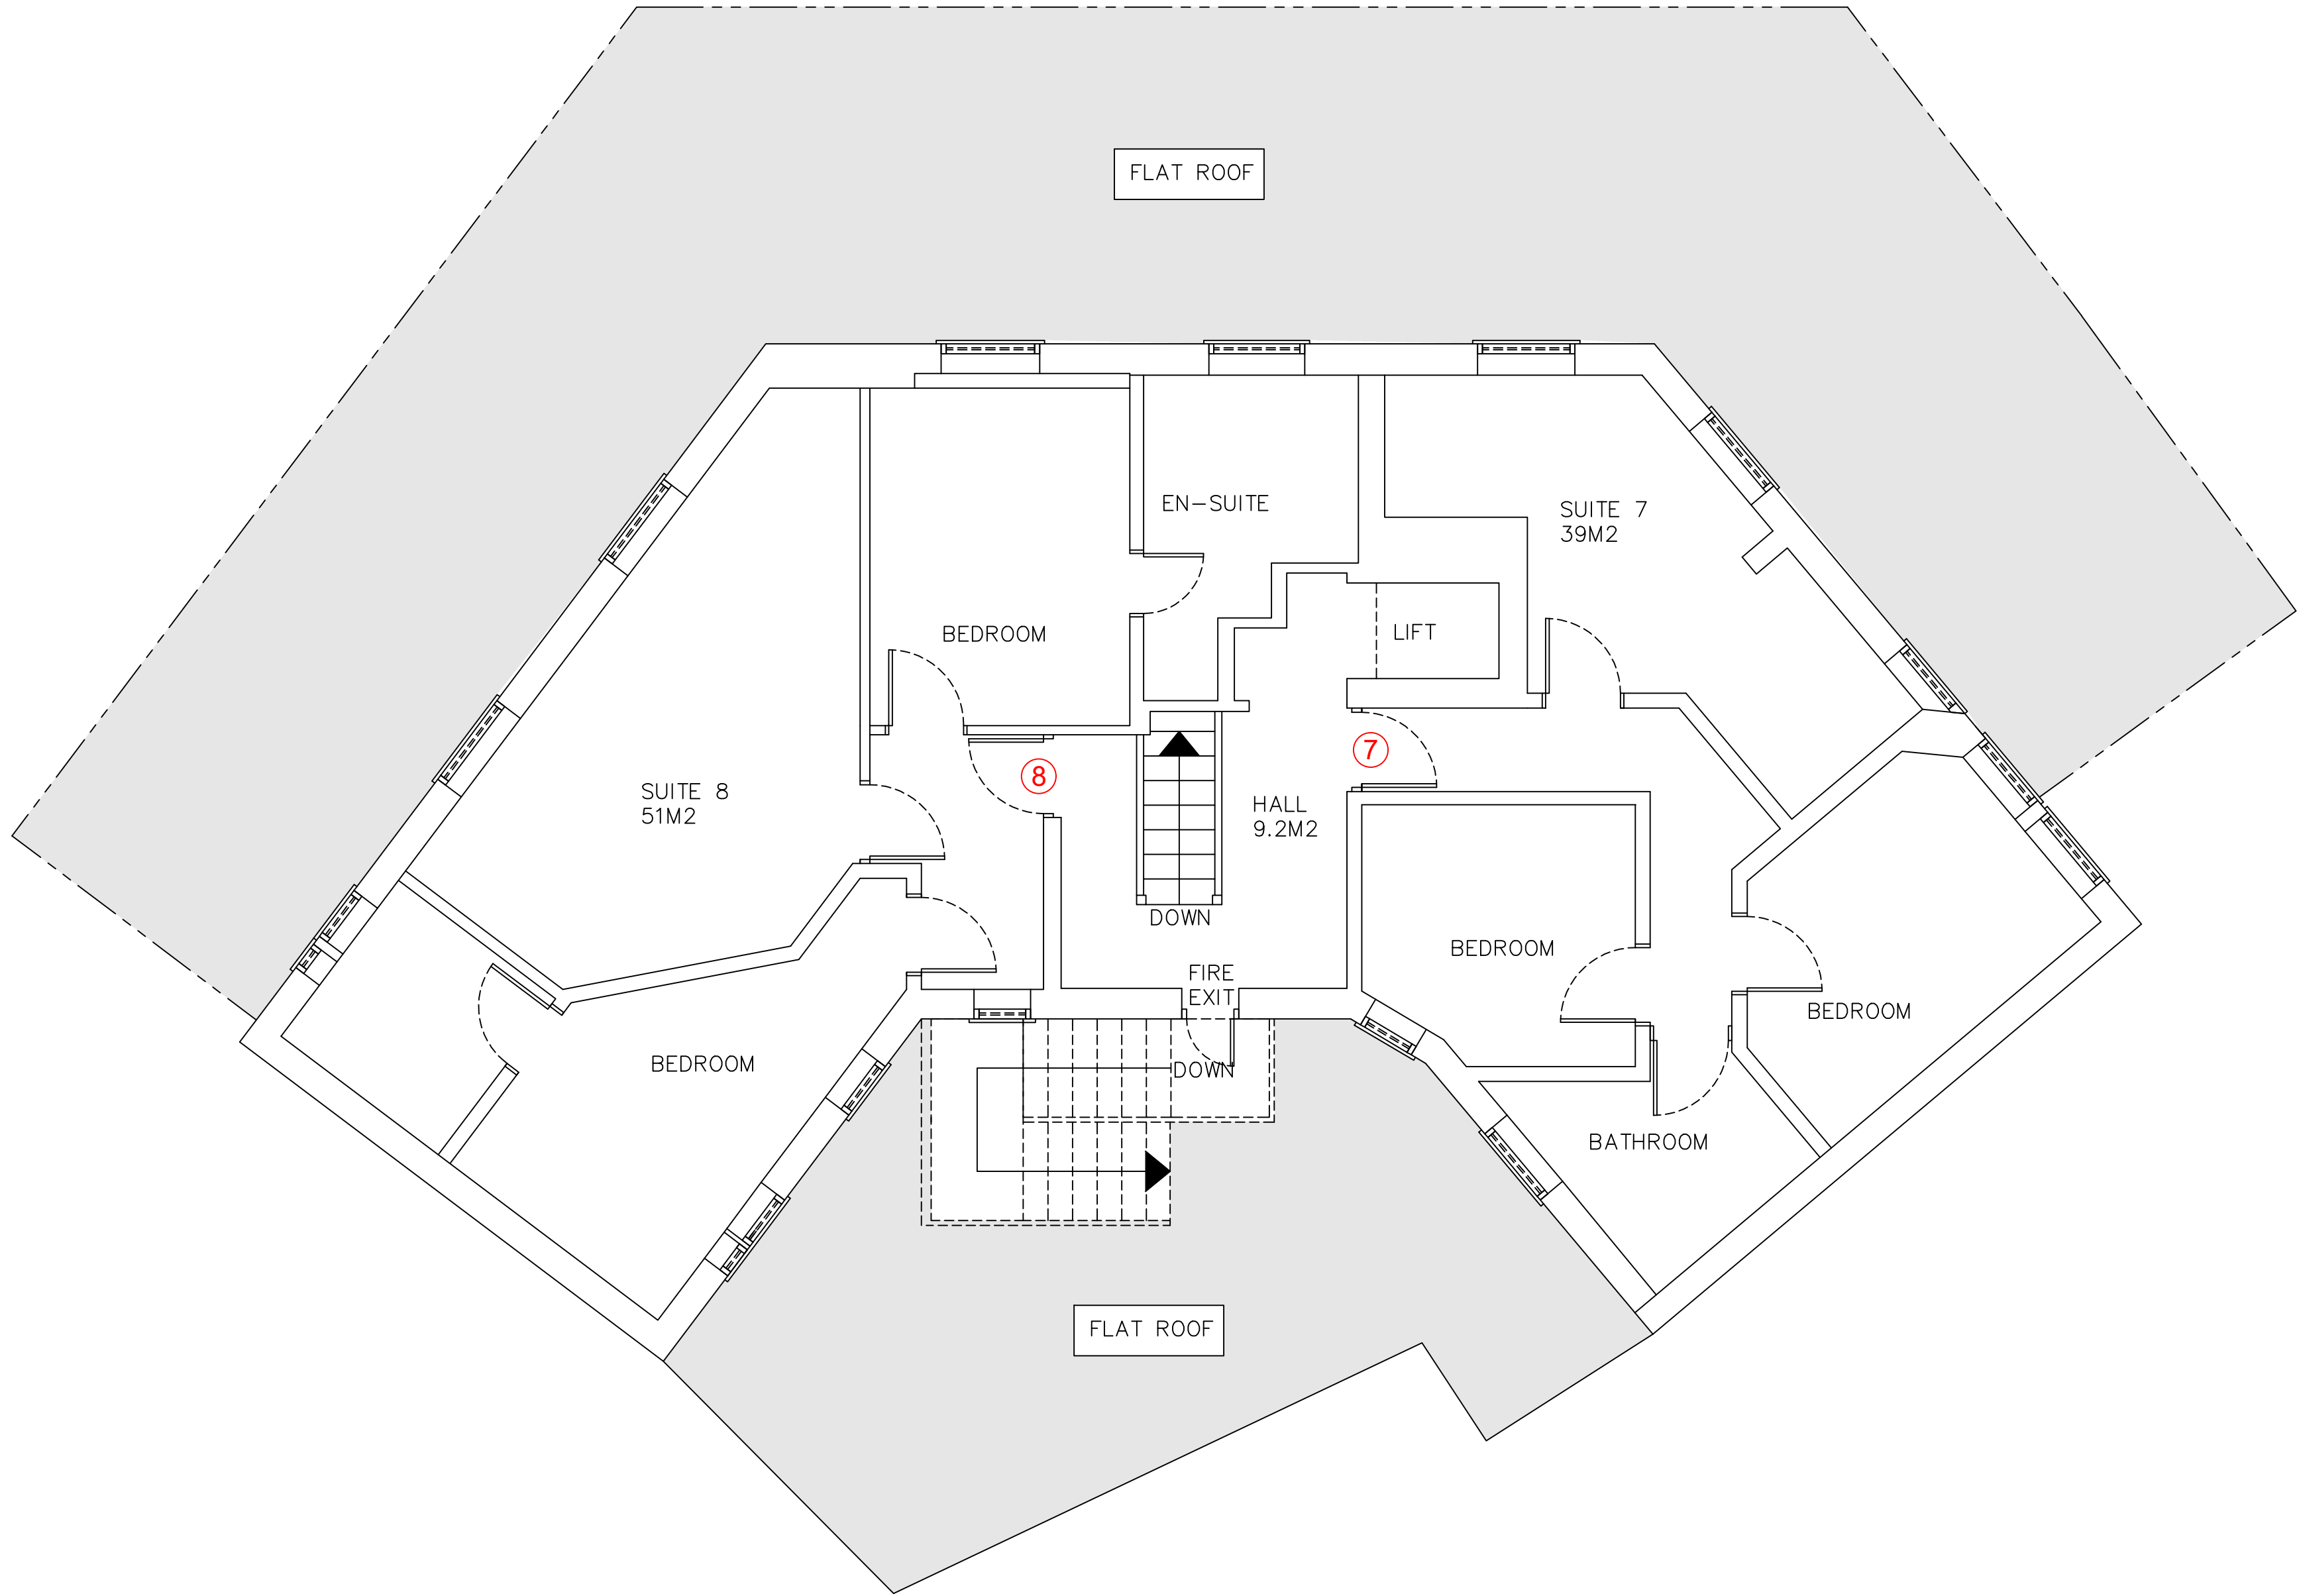 FLAT ROOF
EN-SUITE
SUITE 7
39M2
BEDROOM
LIFT
7
8
SUITE 8
51M2
HALL
9.2M2
DOWN
BEDROOM
FIRE
EXIT
BEDROOM
BEDROOM
DOWN
BATHROOM
FLAT ROOF